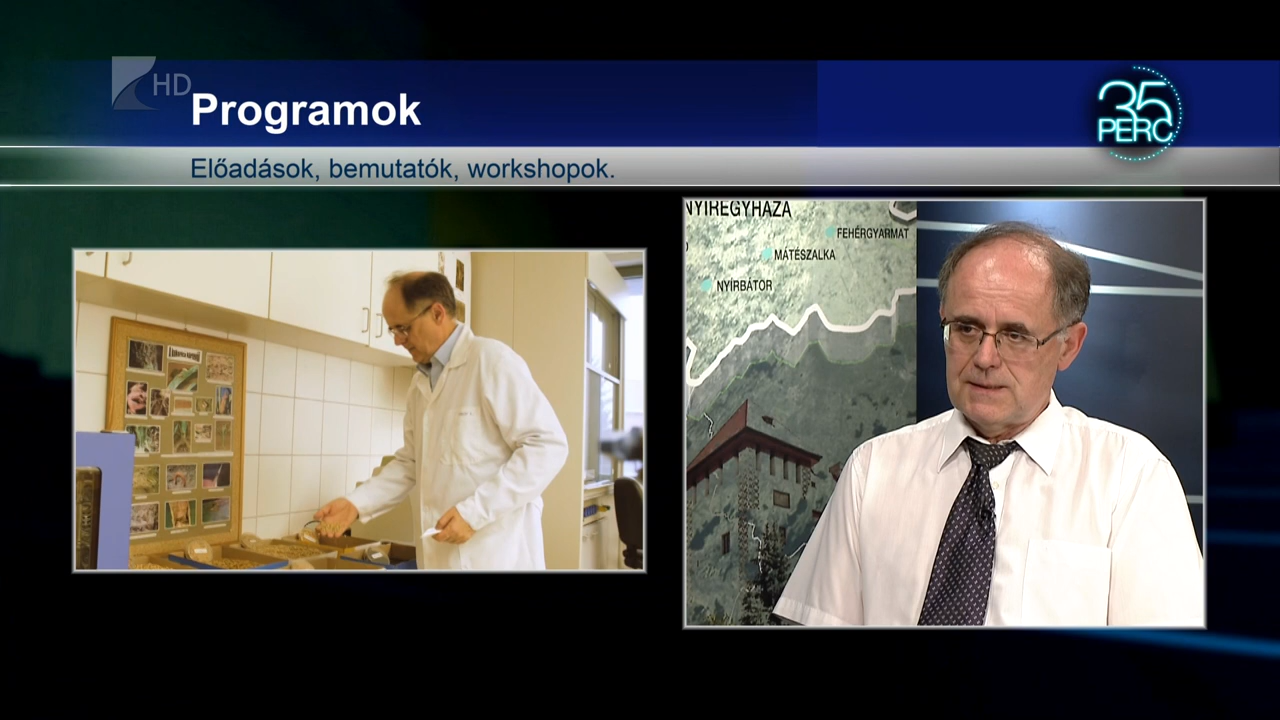 HD
Programok
35
PERC
Előadások, bemutatók, workshopok.
NYÍREGYHÁZA
FEHÉRGYARMAT
MÁTÉSZALKA
NYÍRBÁTOR